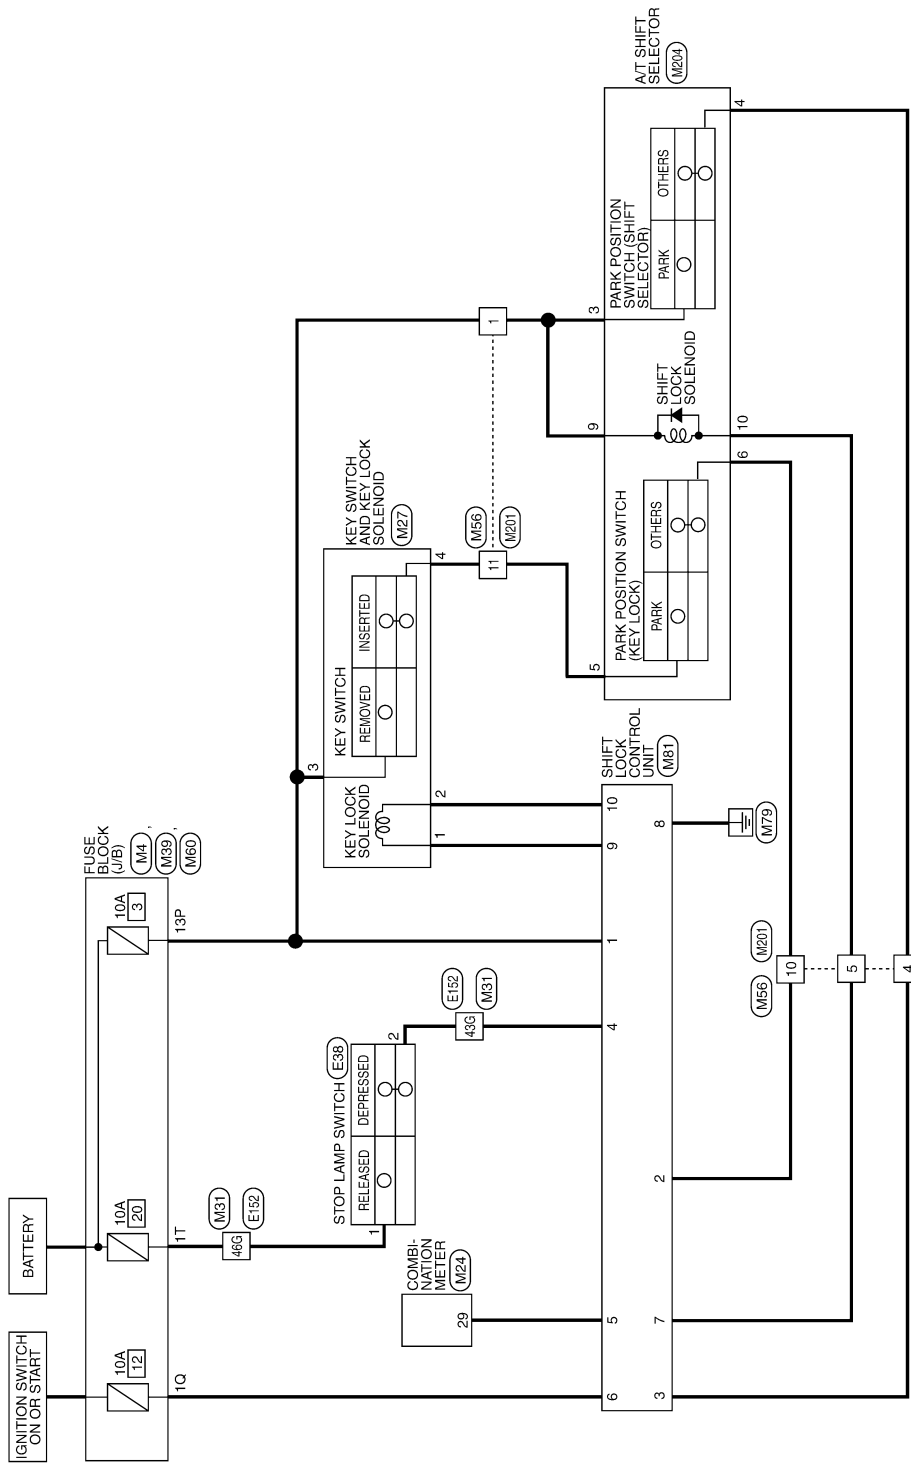 IGNITION SWITCH
ON OR START
BATTERY
FUSE
BLOCK
(J/B)
M4 ,
M39 ,
M60
10A
12
10A
20
10A
3
1Q
1T
13P
M31
46G
E152
STOP LAMP SWITCH
E38
RELEASED
DEPRESSED
1
2
E152
43G
M31
COMBI-
NATION
METER
M24
29
KEY SWITCH
AND KEY LOCK
SOLENOID
M27
KEY LOCK
SOLENOID
KEY SWITCH
REMOVED
INSERTED
3
1
2
4
M56
11
M201
1
SHIFT
LOCK
CONTROL
UNIT
M81
6
5
4
1
9
10
3
7
2
8
M79
A/T SHIFT
SELECTOR
M204
5
9
3
PARK POSITION SWITCH
(KEY LOCK)
PARK
OTHERS
SHIFT
LOCK
SOLENOID
PARK POSITION
SWITCH (SHIFT
SELECTOR)
PARK
OTHERS
6
10
4
M56
10
M201
5
4